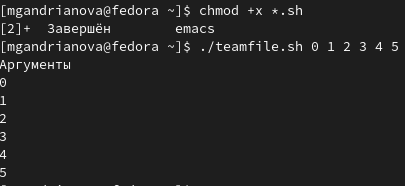 [mgandrianova@fedora ~]$ chmod +x *.sh
[2]+  Завершён        emacs
[mgandrianova@fedora ~]$ ./teamfile.sh 0 1 2 3 4 5
Аргументы
0
1
2
3
4
5